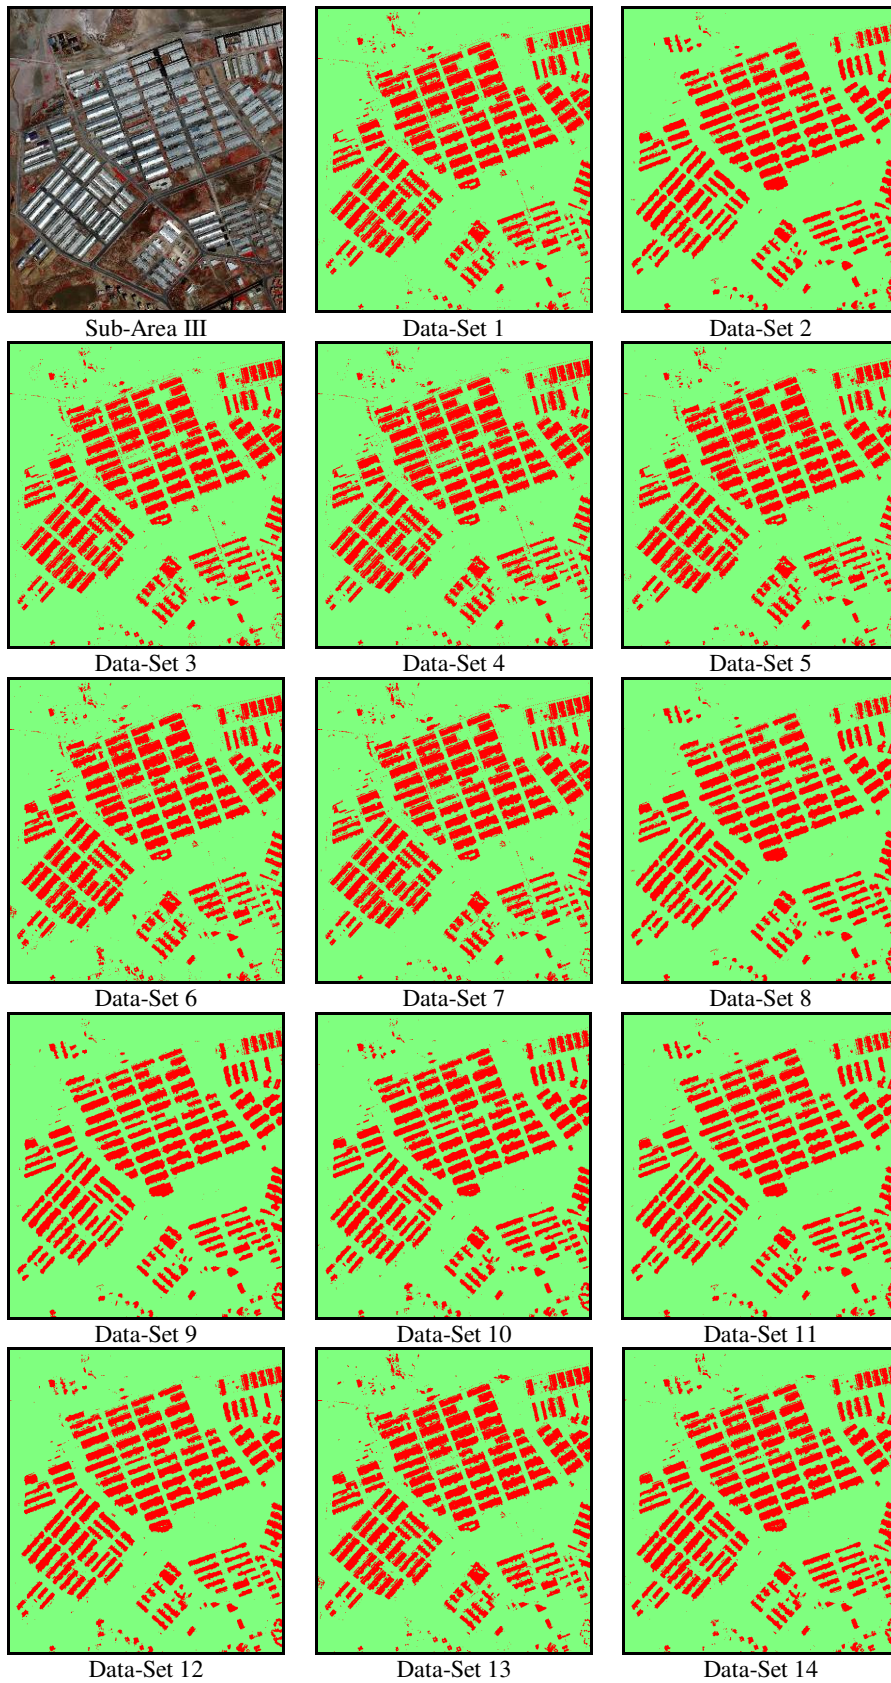 Sub-Area III
Data-Set 1
Data-Set 2
Data-Set 3
Data-Set 4
Data-Set 5
Data-Set 6
Data-Set 7
Data-Set 8
Data-Set 9
Data-Set 10
Data-Set 11
Data-Set 12
Data-Set 13
Data-Set 14